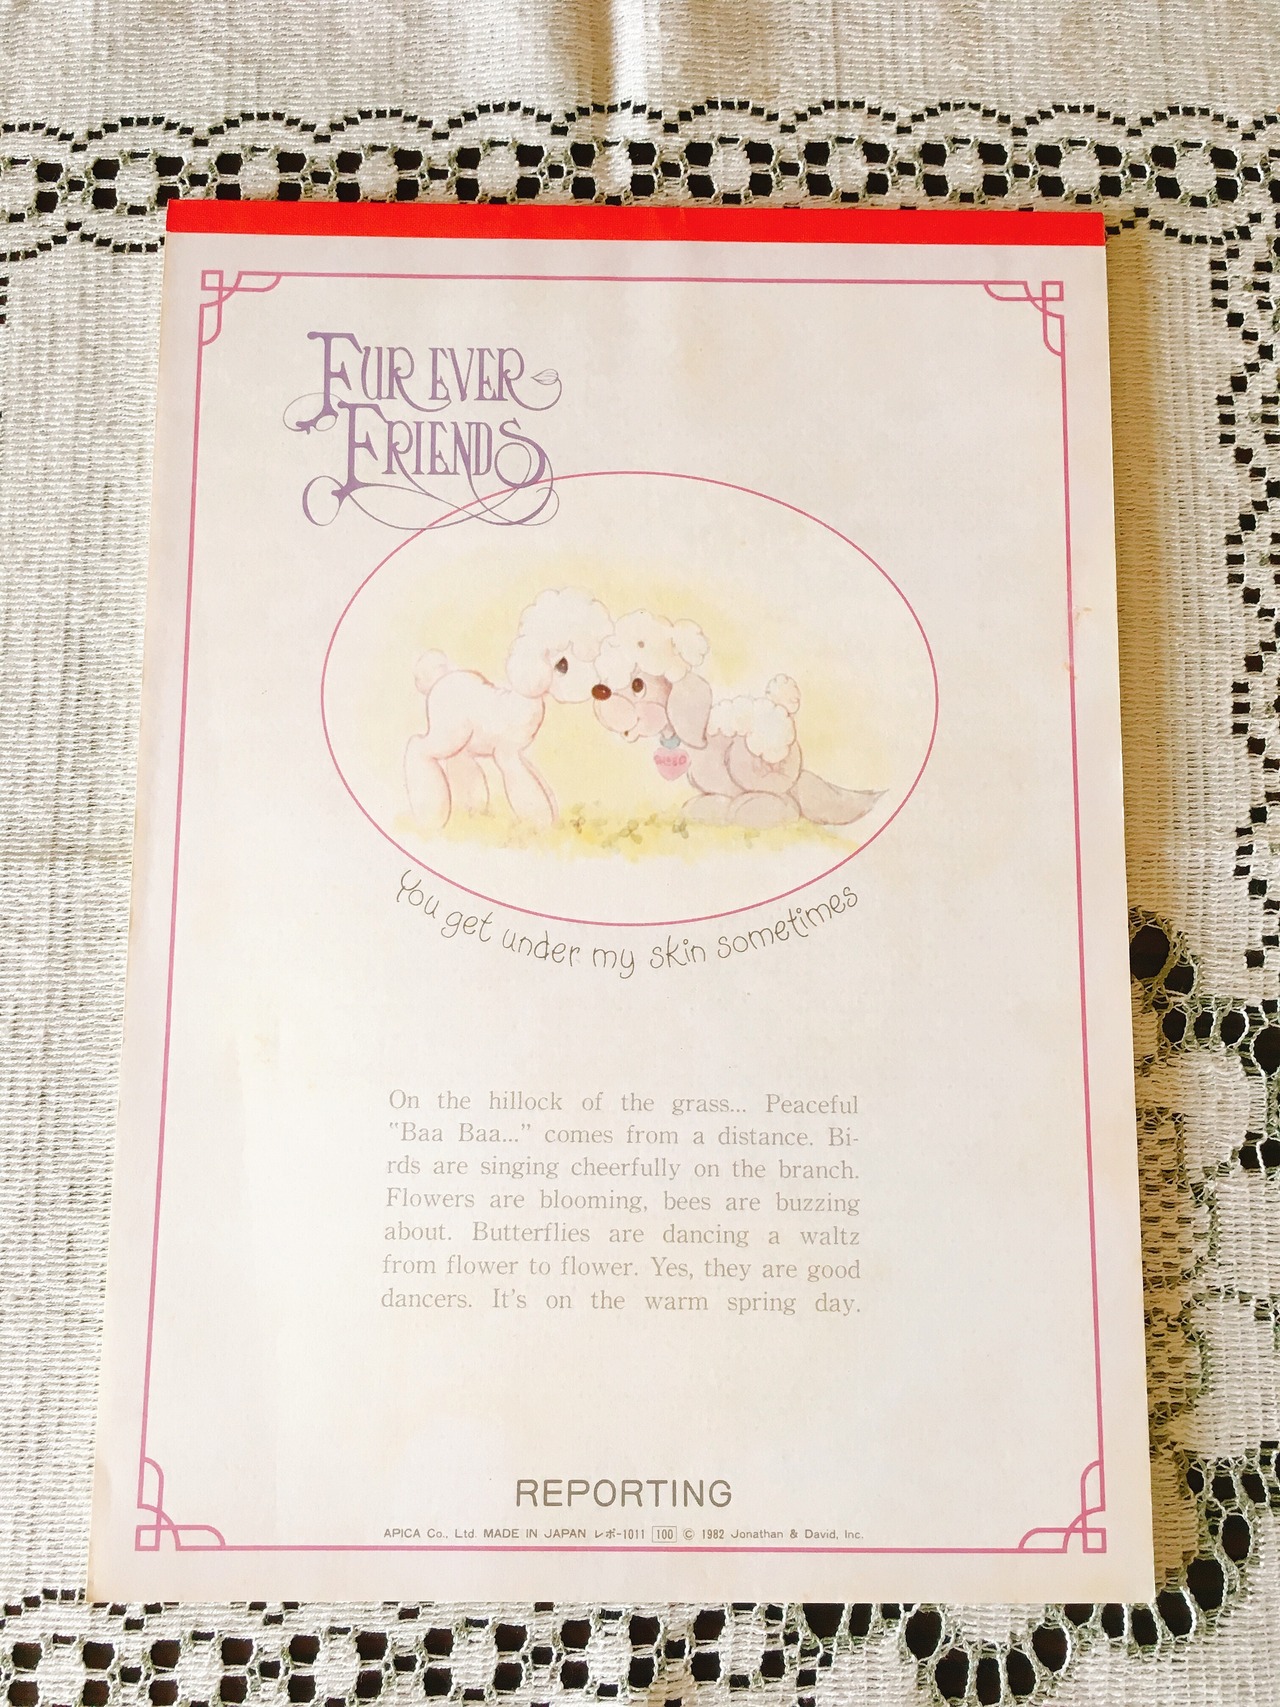 FUR EVER
FRIENDS
You get under my skin sometimes
On the hillock of the grass... Peaceful
"Baa Baa..." comes from a distance. Bi-
rds are singing cheerfully on the branch.
Flowers are blooming, bees are buzzing
about. Butterflies are dancing a waltz
from flower to flower. Yes, they are good
dancers. It's on the warm spring day.
REPORTING
APICA Co., Ltd. MADE IN JAPAN レポ-1011 100 © 1982 Jonathan & David, Inc.